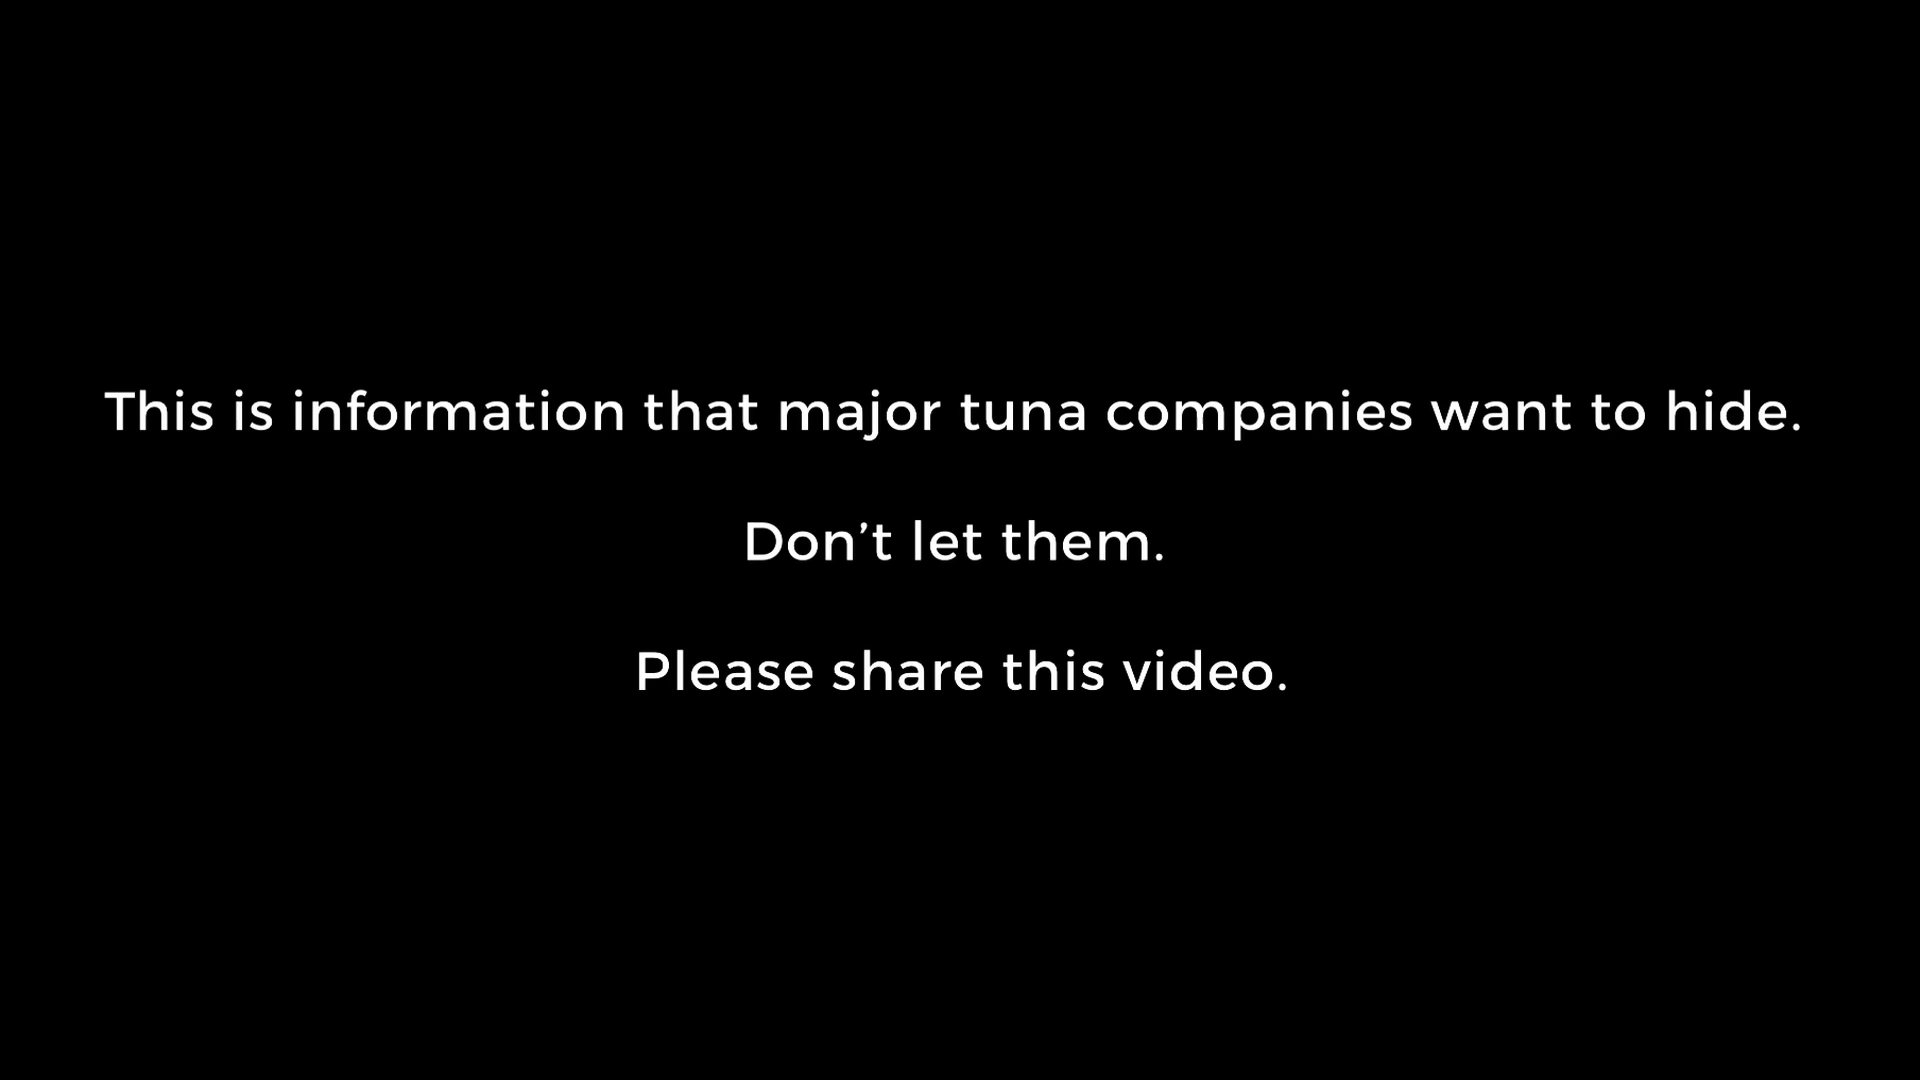 This is information that major tuna companies want to hide.
Don’t let them.
Please share this video.